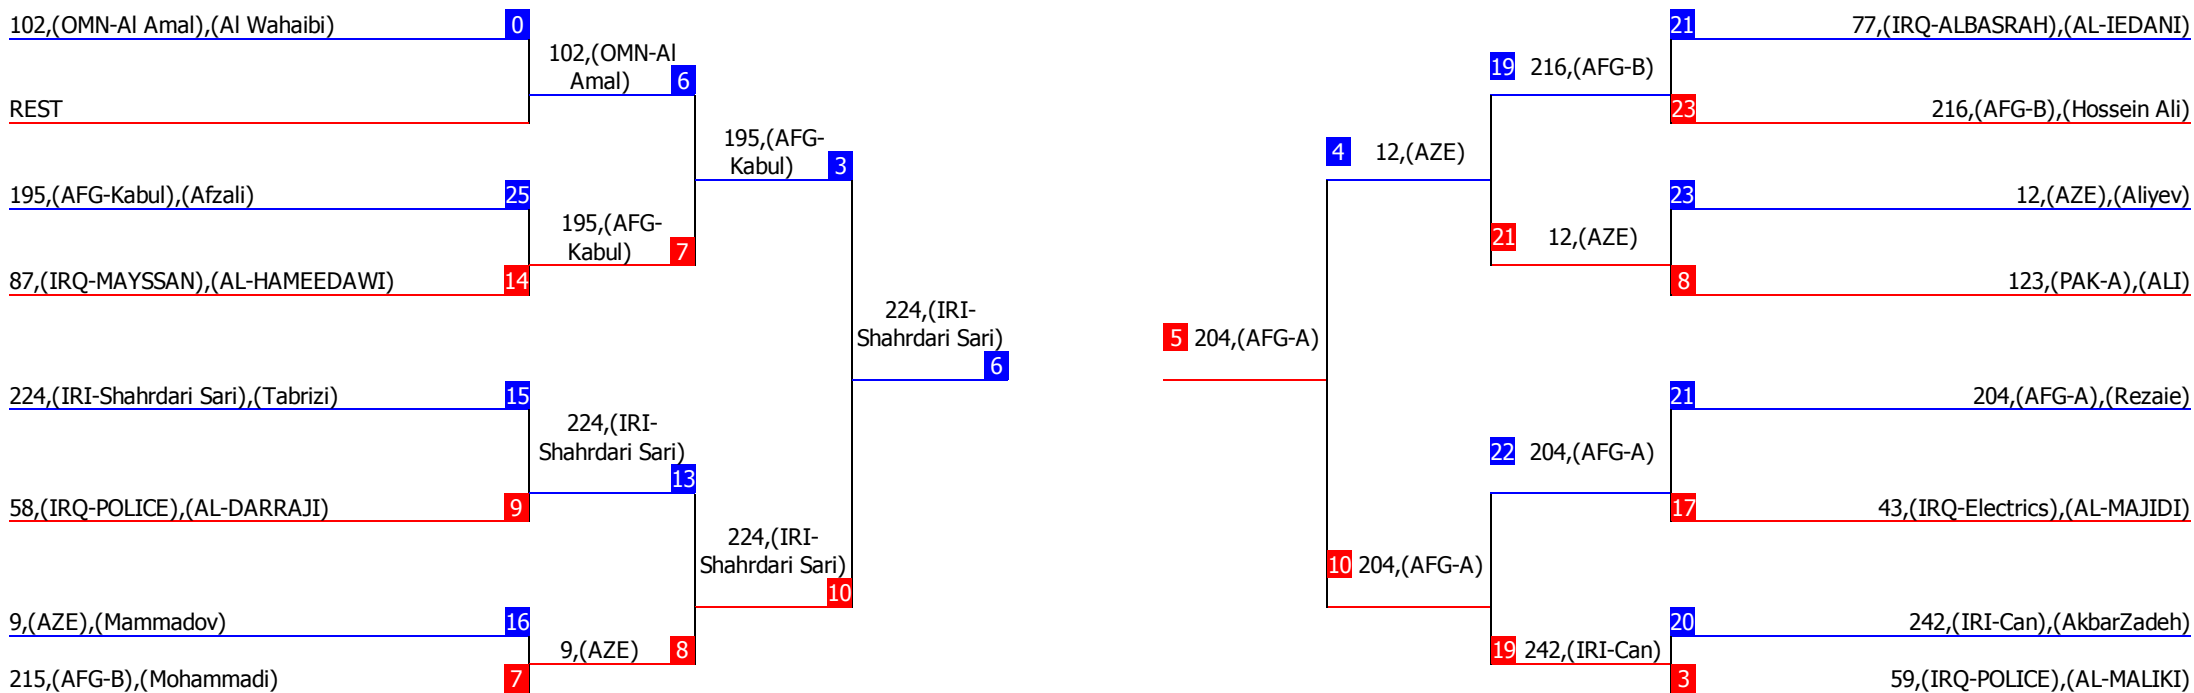 102,(OMN-Al Amal),(Al Wahaibi) 0
102,(OMN-Al
Amal) 6
REST
195,(AFG-
Kabul) 3
195,(AFG-Kabul),(Afzali) 25
195,(AFG-
Kabul) 7
87,(IRQ-MAYSSAN),(AL-HAMEEDAWI) 14
224,(IRI-
Shahrdari Sari)
6
224,(IRI-Shahrdari Sari),(Tabrizi) 15
224,(IRI-
Shahrdari Sari)
13
58,(IRQ-POLICE),(AL-DARRAJI) 9
224,(IRI-
Shahrdari Sari)
10
9,(AZE),(Mammadov) 16
9,(AZE) 8
215,(AFG-B),(Mohammadi) 7
21 77,(IRQ-ALBASRAH),(AL-IEDANI)
19 216,(AFG-B)
23 216,(AFG-B),(Hossein Ali)
4 12,(AZE)
23 12,(AZE),(Aliyev)
21 12,(AZE)
8 123,(PAK-A),(ALI)
5 204,(AFG-A)
21 204,(AFG-A),(Rezaie)
22 204,(AFG-A)
17 43,(IRQ-Electrics),(AL-MAJIDI)
10 204,(AFG-A)
20 242,(IRI-Can),(AkbarZadeh)
19 242,(IRI-Can)
3 59,(IRQ-POLICE),(AL-MALIKI)